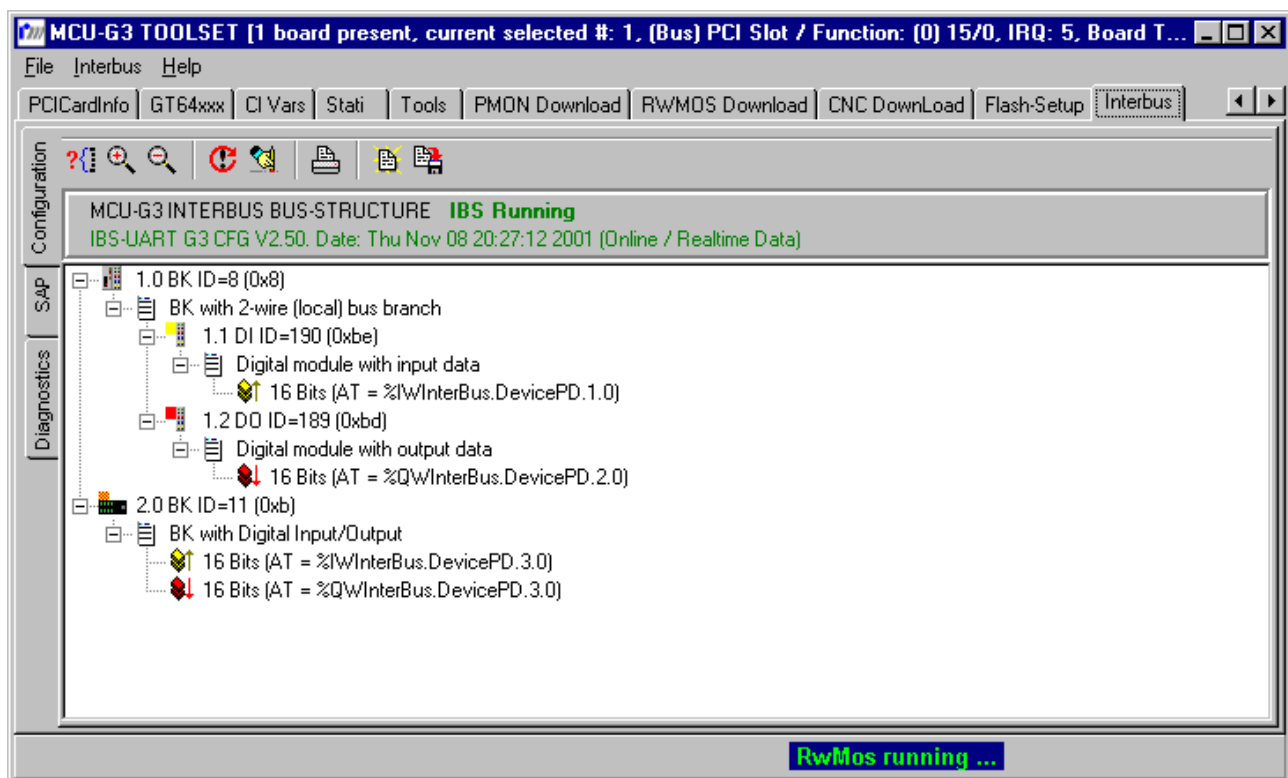 MCU-G3 TOOLSET [1 board present, current selected #: 1, (Bus) PCI Slot / Function: (0) 15/0, IRQ: 5, Board T...
File Interbus Help
PCICardInfo GT64xxx CI Vars Stati Tools PMON Download RWMOS Download CNC DownLoad Flash-Setup Interbus
Configuration
SAP
Diagnostics
MCU-G3 INTERBUS BUS-STRUCTURE IBS Running
IBS-UART G3 CFG V2.50. Date: Thu Nov 08 20:27:12 2001 (Online / Realtime Data)
1.0 BK ID=8 (0x8)
BK with 2-wire (local) bus branch
1.1 DI ID=190 (0xbe)
Digital module with input data
16 Bits (AT = %IWInterBus.DevicePD.1.0)
1.2 DO ID=189 (0xbd)
Digital module with output data
16 Bits (AT = %QWInterBus.DevicePD.2.0)
2.0 BK ID=11 (0xb)
BK with Digital Input/Output
16 Bits (AT = %IWInterBus.DevicePD.3.0)
16 Bits (AT = %QWInterBus.DevicePD.3.0)
RwMos running ...